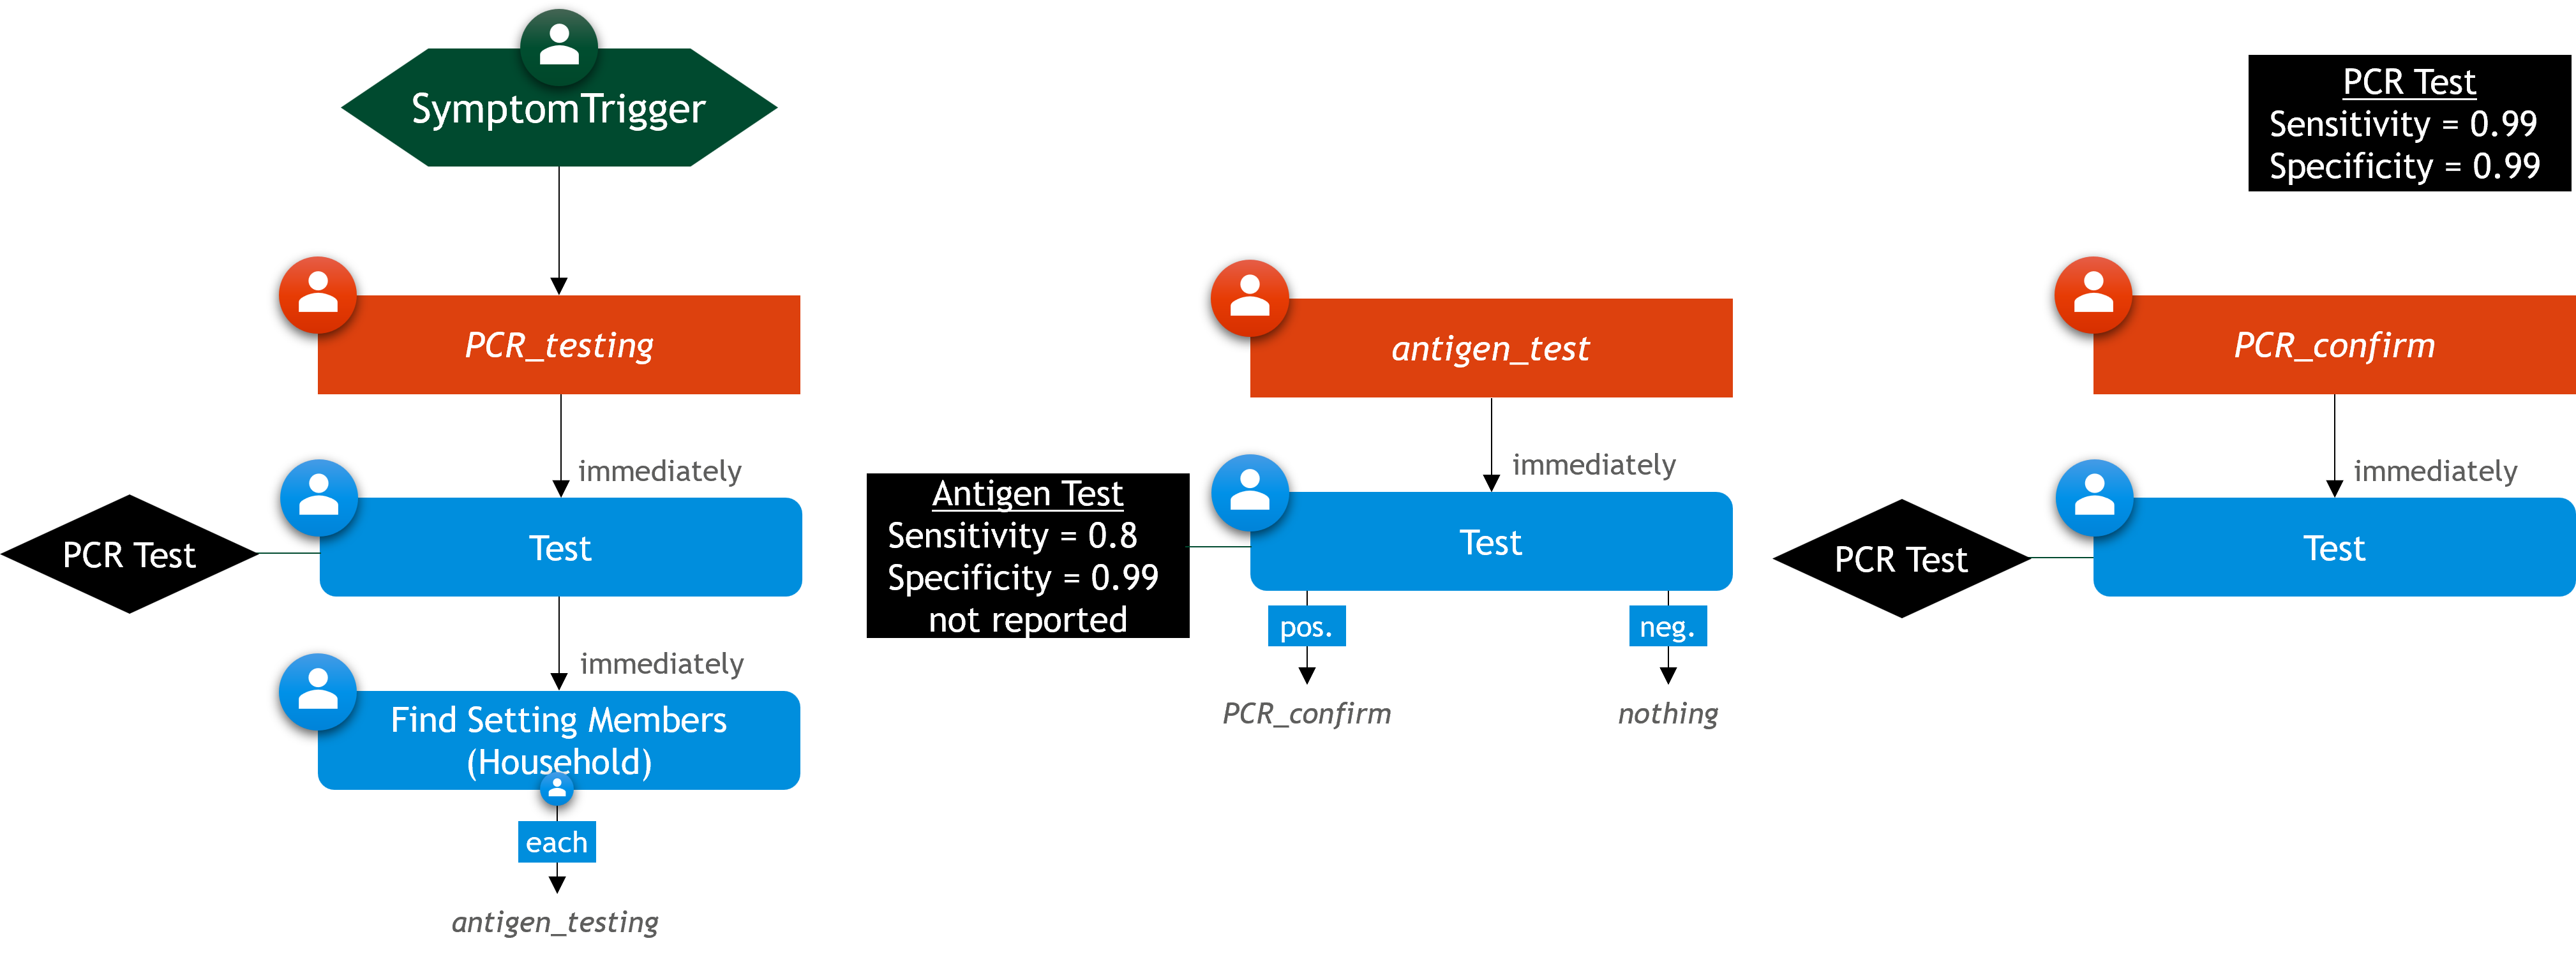 SymptomTrigger
PCR_testing
immediately
Test
PCR Test
immediately
Find Setting Members
(Household)
each
antigen_testing
antigen_test
immediately
Antigen Test
Sensitivity = 0.8
Specificity = 0.99
not reported
Test
pos.
neg.
PCR_confirm
nothing
PCR Test
Sensitivity = 0.99
Specificity = 0.99
PCR_confirm
immediately
PCR Test
Test